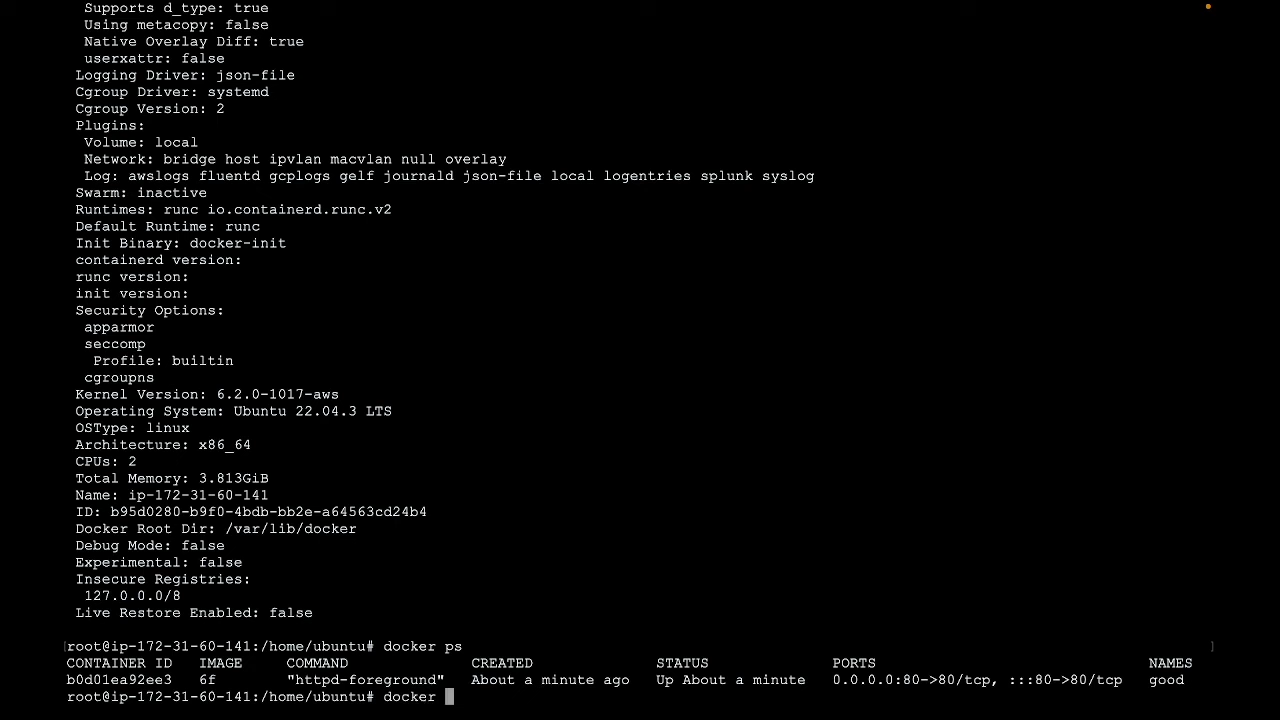 Supports d_type: true
Using metacopy: false
Native Overlay Diff: true
userxattr: false
Logging Driver: json-file
Cgroup Driver: systemd
Cgroup Version: 2
Plugins:
Volume: local
Network: bridge host ipvlan macvlan null overlay
Log: awslogs fluentd gcplogs gelf journald json-file local logentries splunk syslog
Swarm: inactive
Runtimes: runc io.containerd.runc.v2
Default Runtime: runc
Init Binary: docker-init
containerd version:
runc version:
init version:
Security Options:
apparmor
seccomp
Profile: builtin
cgroupns
Kernel Version: 6.2.0-1017-aws
Operating System: Ubuntu 22.04.3 LTS
OSType: linux
Architecture: x86_64
CPUs: 2
Total Memory: 3.813GiB
Name: ip-172-31-60-141
ID: b95d0280-b9f0-4bdb-bb2e-a64563cd24b4
Docker Root Dir: /var/lib/docker
Debug Mode: false
Experimental: false
Insecure Registries:
127.0.0.0/8
Live Restore Enabled: false
[root@ip-172-31-60-141:/home/ubuntu# docker ps ]
CONTAINER ID IMAGE COMMAND CREATED STATUS PORTS NAMES
b0d01ea92ee3 6f "httpd-foreground" About a minute ago Up About a minute 0.0.0.0:80->80/tcp, :::80->80/tcp good
root@ip-172-31-60-141:/home/ubuntu# docker